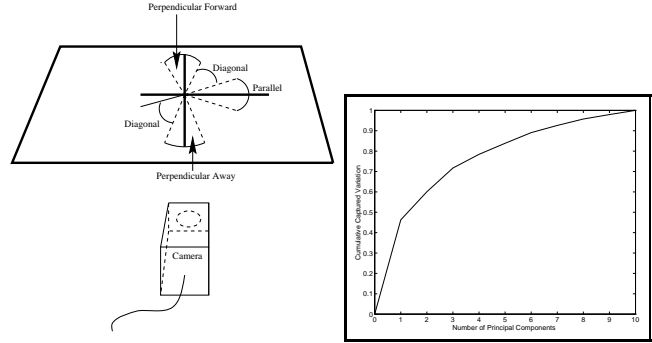 Perpendicular Forward
Diagonal
Parallel
Diagonal
Perpendicular Away
Camera
1
0.9
0.8
0.7
0.6
0.5
0.4
0.3
0.2
0.1
0
Cumulative Captured Variation
0 1 2 3 4 5 6 7 8 9 10
Number of Principal Components